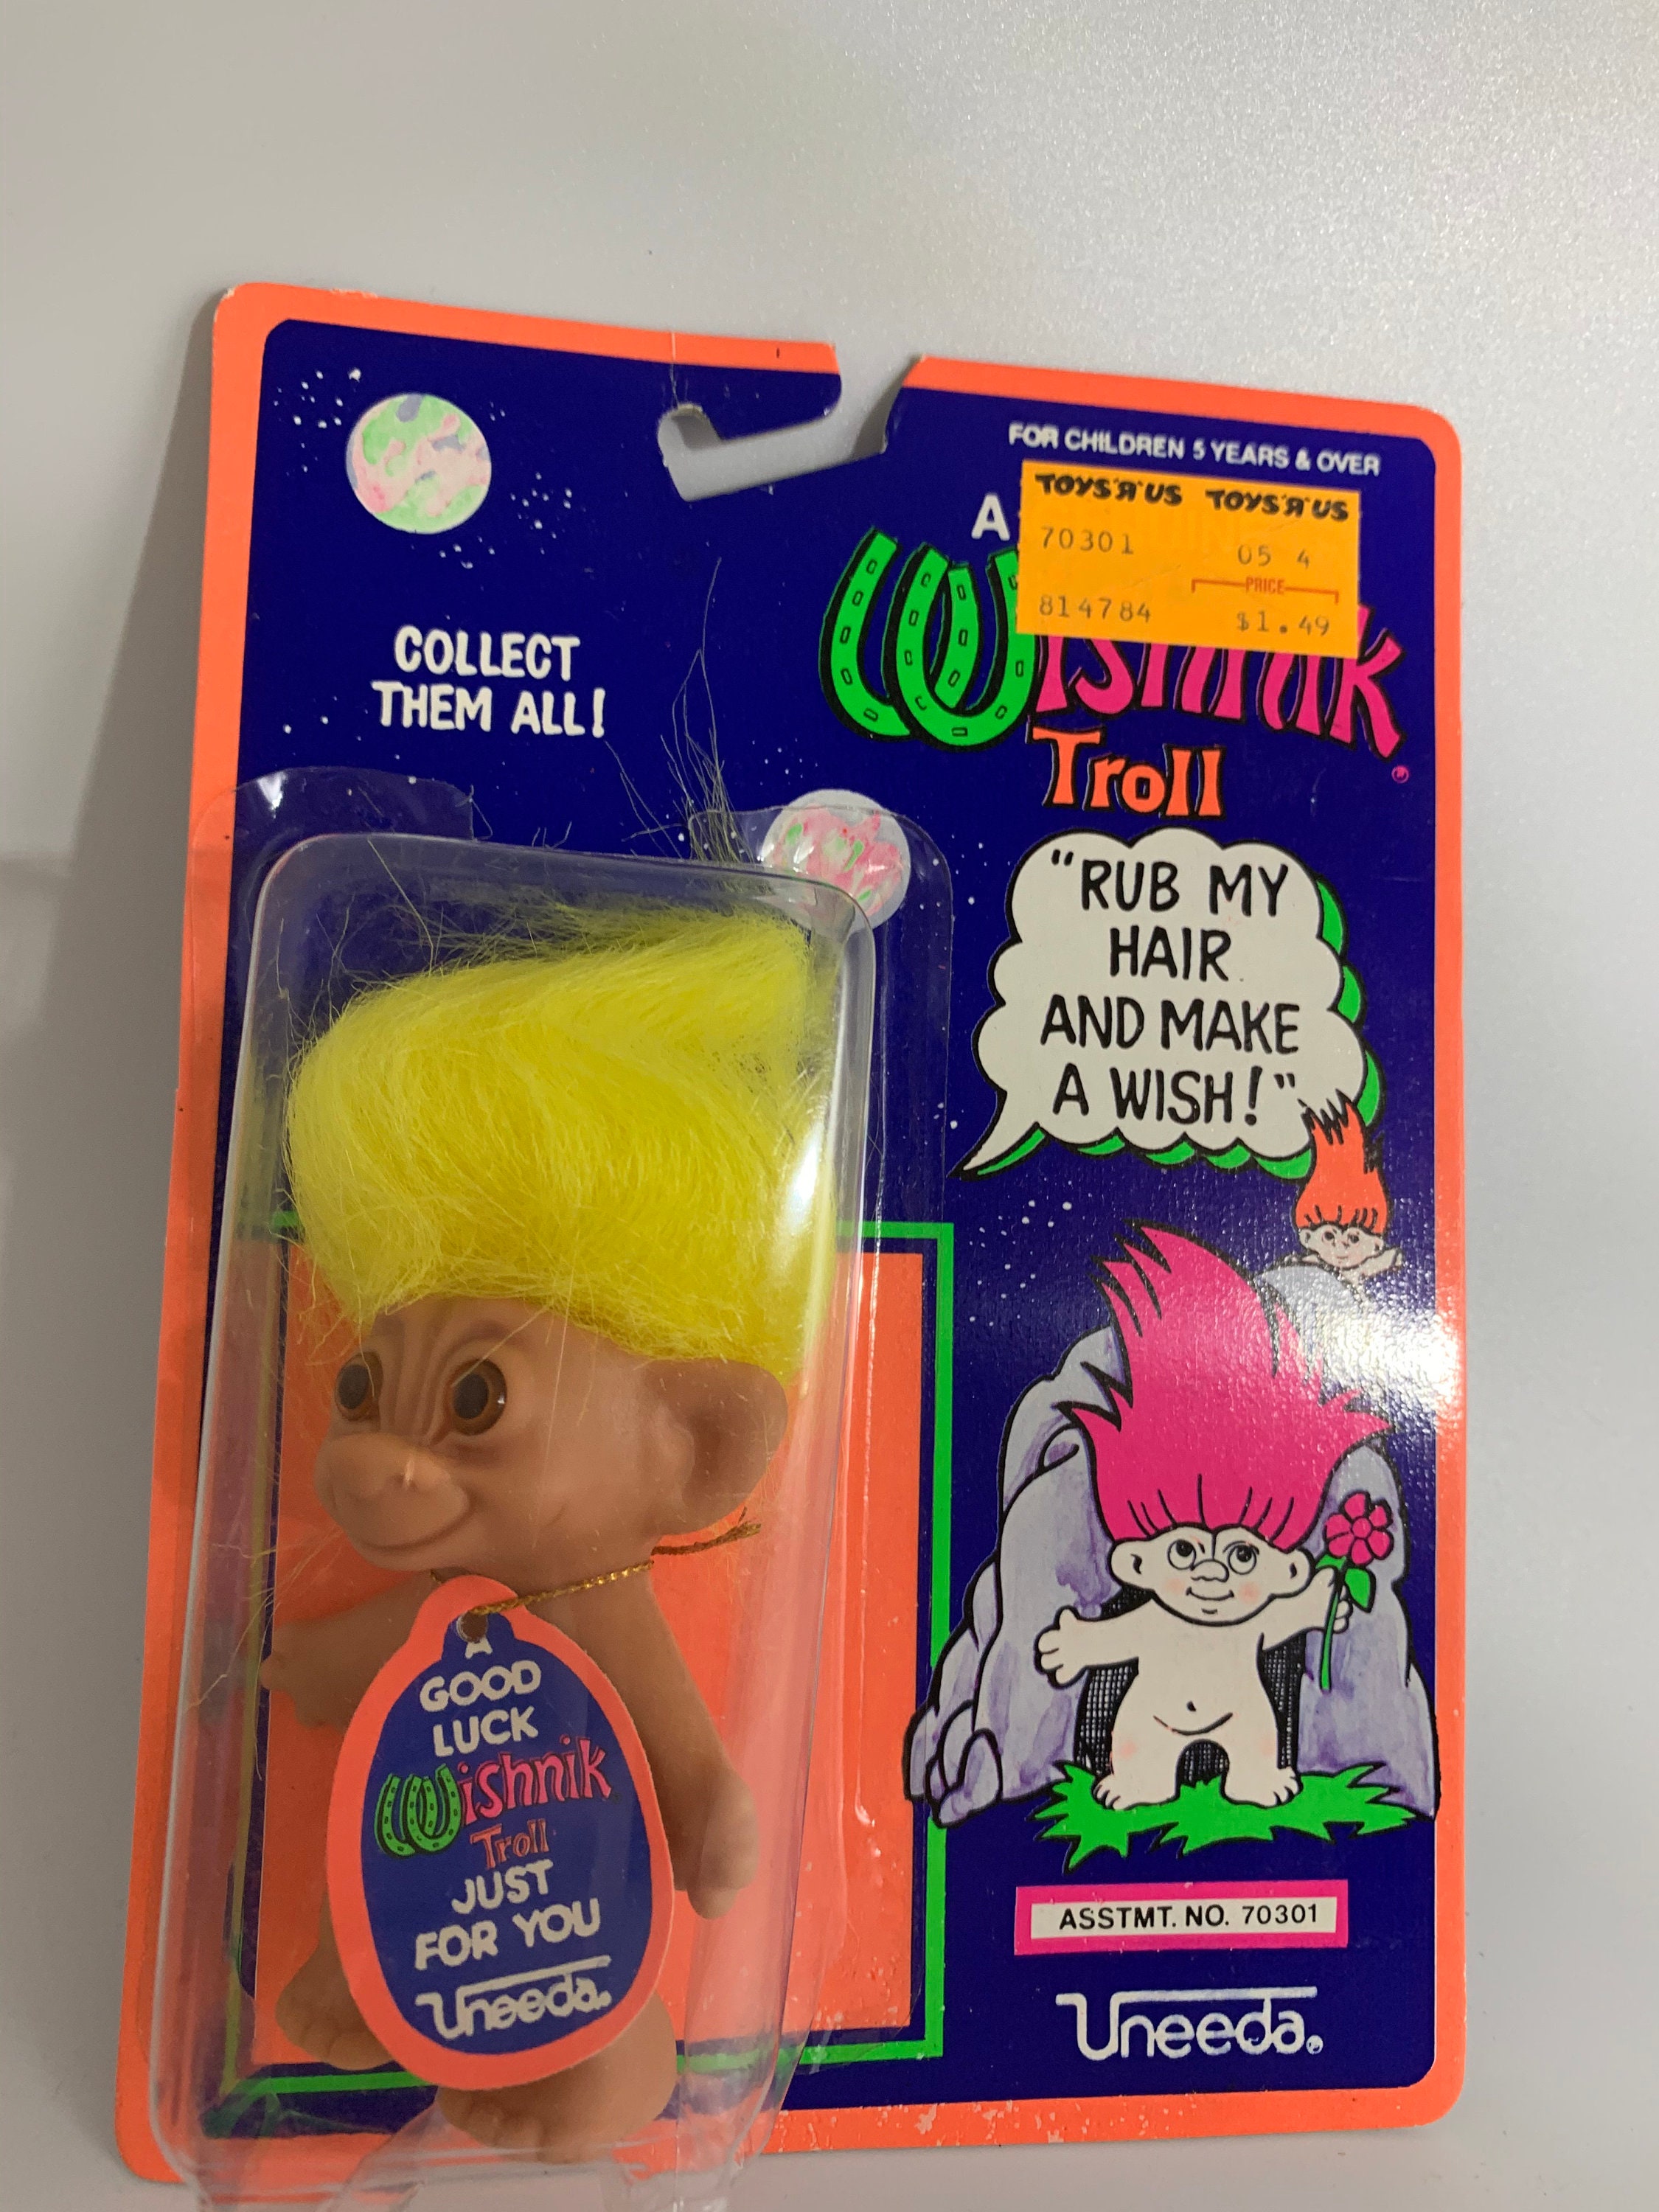 FOR CHILDREN 5 YEARS & OVER
TOYS"R"US TOYS"R"US
70301 05 4
PRICE
814784 $1.49
A
Wishnik
Troll
COLLECT
THEM ALL!
"RUB MY
HAIR
AND MAKE
A WISH!"
A
GOOD
LUCK
Wishnik
Troll
JUST
FOR YOU
Uneeda
ASSTMT. NO. 70301
Uneeda